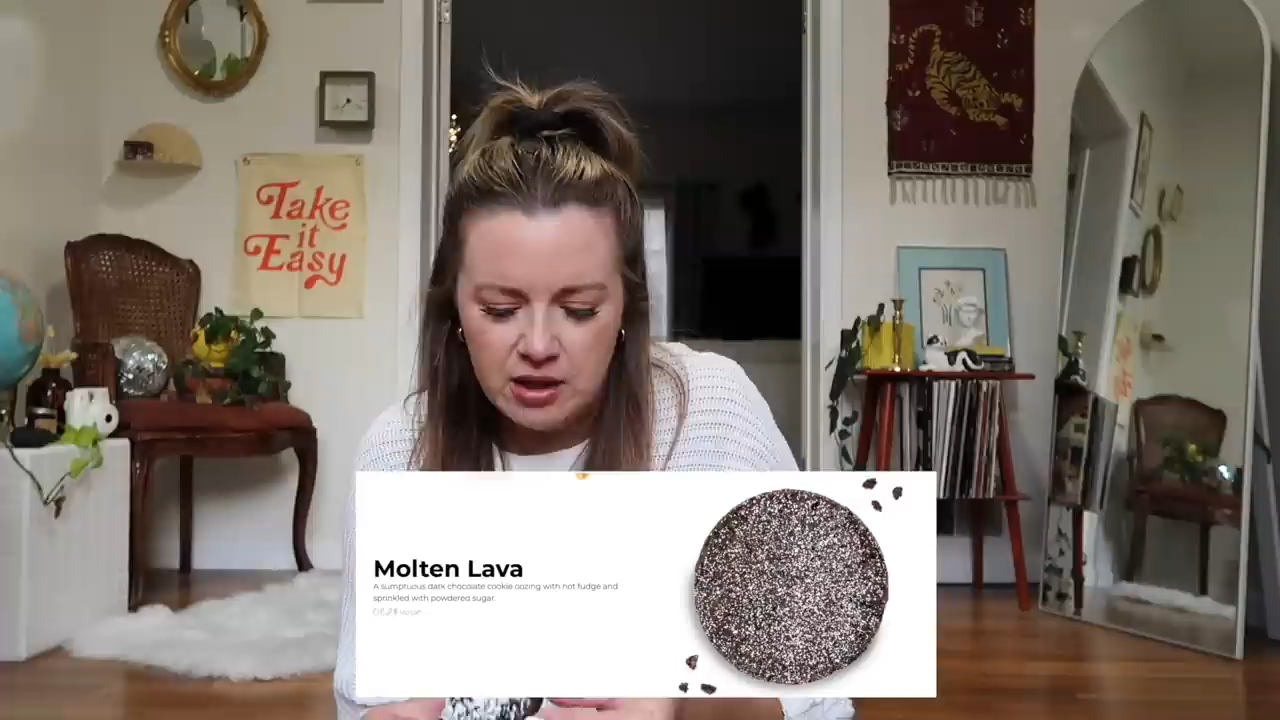 Take
it
Easy
Molten Lava
A sumptuous dark chocolate cookie oozing with hot fudge and
sprinkled with powdered sugar.